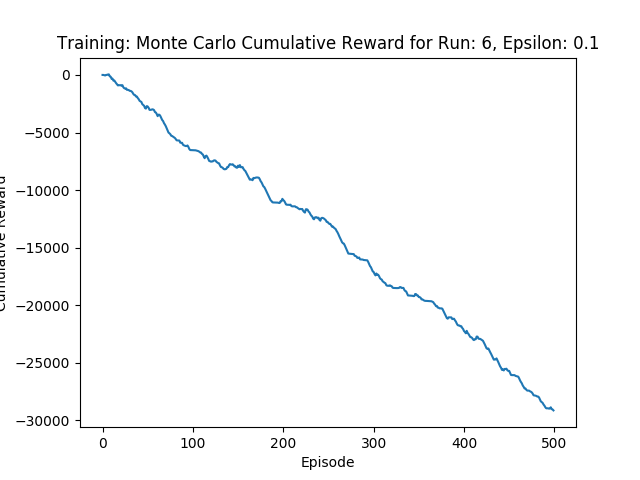 Training: Monte Carlo Cumulative Reward for Run: 6, Epsilon: 0.1
0
−5000
−10000
−15000
−20000
−25000
−30000
Cumulative Reward
0 100 200 300 400 500
Episode